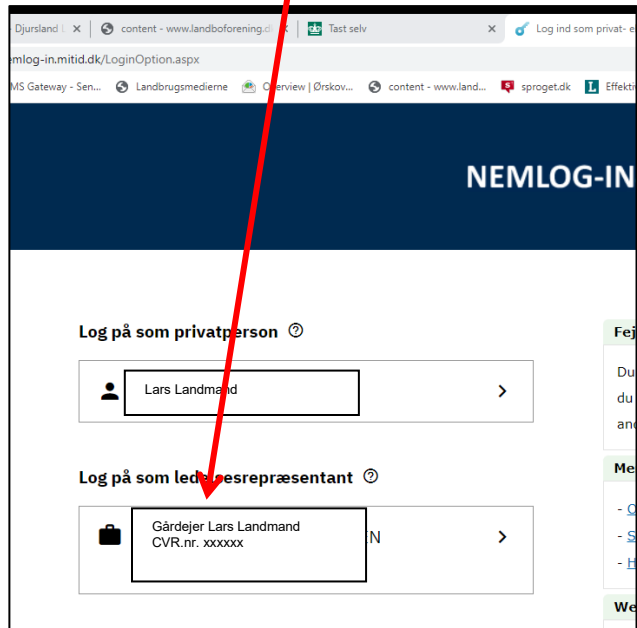 Djursland L
content - www.landboforening.d
Tast selv
Log ind som privat- e
emlog-in.mitid.dk/LoginOption.aspx
MS Gateway - Sen...
Landbrugsmedierne
Overview | Ørskov...
content - www.land...
sproget.dk
Effekti
NEMLOG-IN
Log på som privatperson
Lars Landmand
Log på som ledelsesrepræsentant
Gårdejer Lars Landmand
CVR.nr. xxxxxx
EN
Fej
Du
du
and
Me
- O
- S
- H
We